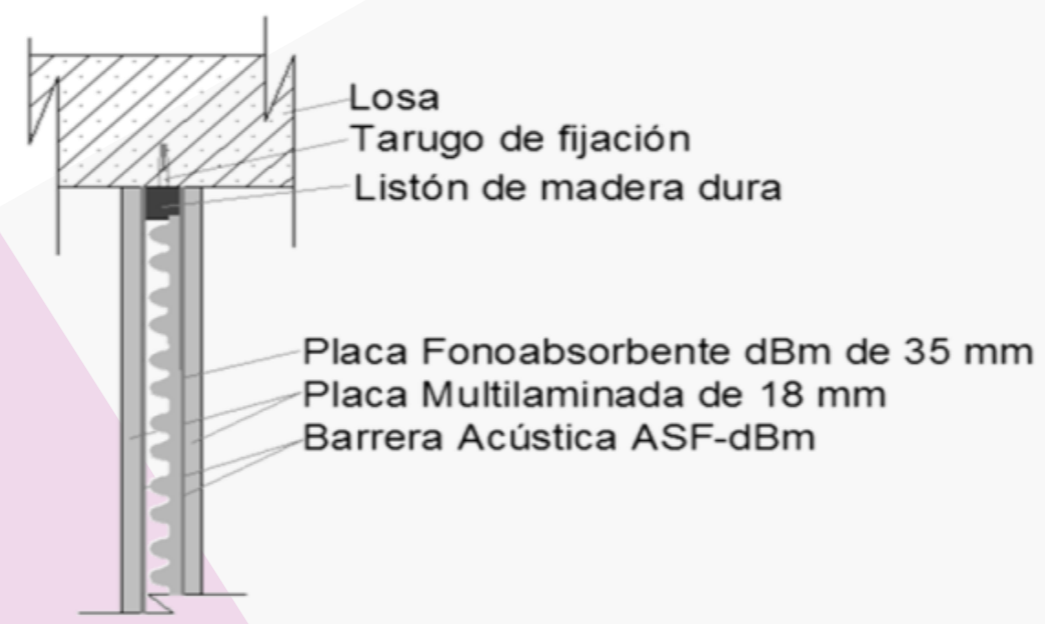 Losa
Tarugo de fijación
Listón de madera dura
Placa Fonoabsorbente dBm de 35 mm
Placa Multilaminada de 18 mm
Barrera Acústica ASF-dBm